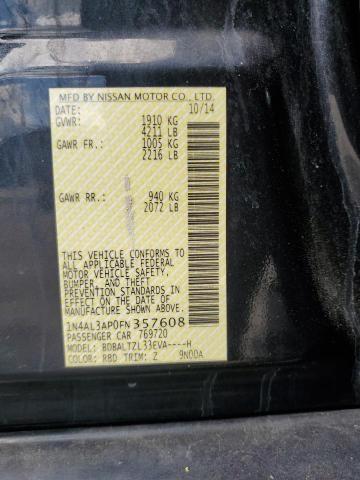 MFD BY NISSAN MOTOR CO., LTD.
DATE: 10/14
GVWR: 1910 KG
4211 LB
GAWR FR.: 1005 KG
2216 LB
GAWR RR.: 940 KG
2072 LB
THIS VEHICLE CONFORMS
TO ALL APPLICABLE FEDERAL
MOTOR VEHICLE SAFETY,
BUMPER, AND THEFT
PREVENTION STANDARDS
IN EFFECT ON THE DATE OF
MANUFACTURE SHOWN ABOVE.
1N4AL3AP0FN357608
PASSENGER CAR 769720
MODEL: BDBALTZL33EVA----H
COLOR: RBD TRIM: Z 9N00A